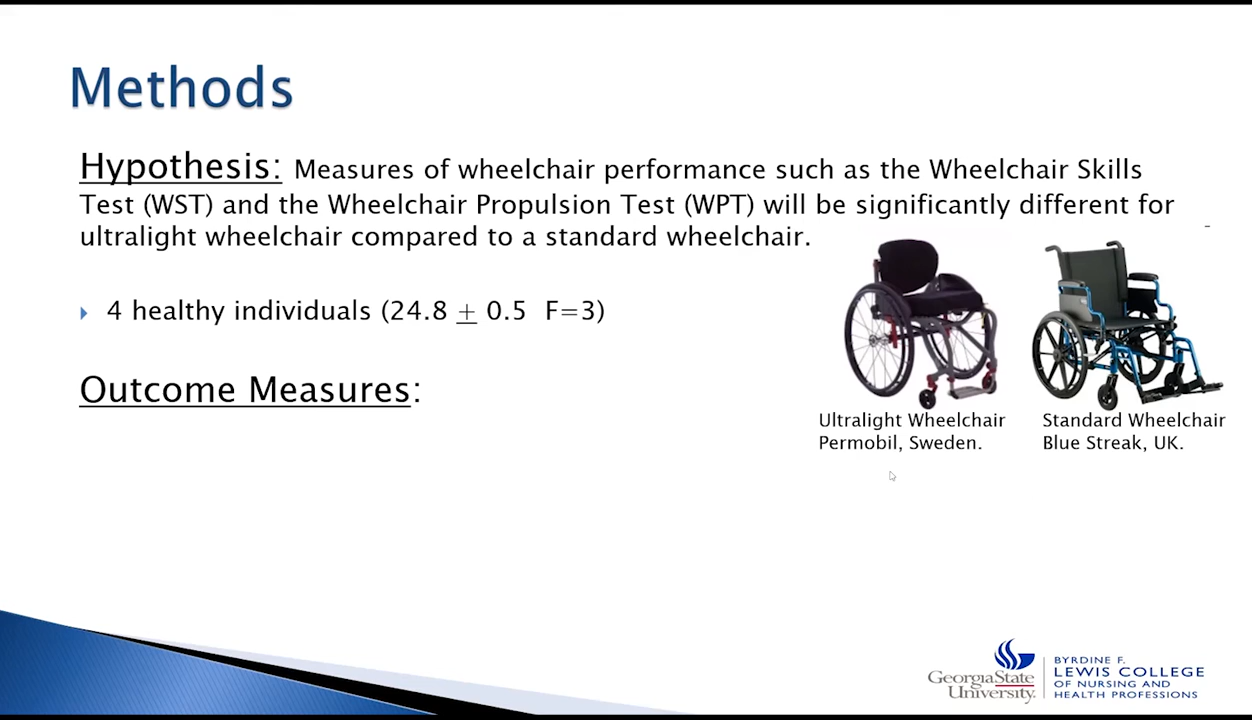 Methods
Hypothesis: Measures of wheelchair performance such as the Wheelchair Skills
Test (WST) and the Wheelchair Propulsion Test (WPT) will be significantly different for
ultralight wheelchair compared to a standard wheelchair.
4 healthy individuals (24.8 ± 0.5 F=3)
Outcome Measures:
Ultralight Wheelchair
Permobil, Sweden.
Standard Wheelchair
Blue Streak, UK.
GeorgiaState
University
BYRDINE F.
LEWIS COLLEGE
OF NURSING AND
HEALTH PROFESSIONS